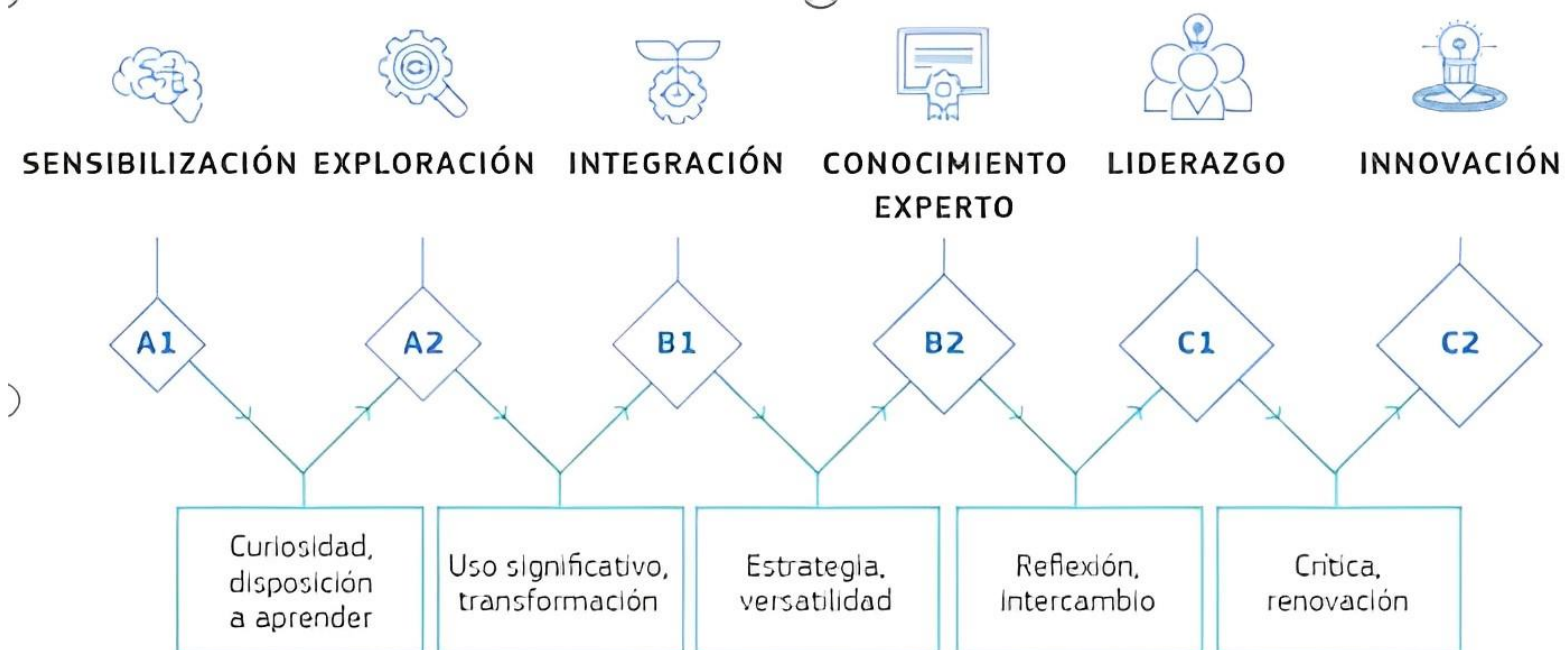 SENSIBILIZACIÓN EXPLORACIÓN INTEGRACIÓN CONOCIMIENTO LIDERAZGO INNOVACIÓN
EXPERTO
A1 A2 B1 B2 C1 C2
Curiosidad,
disposición
a aprender
Uso significativo,
transformación
Estrategia,
versatilidad
Reflexión,
intercambio
Crítica,
renovación